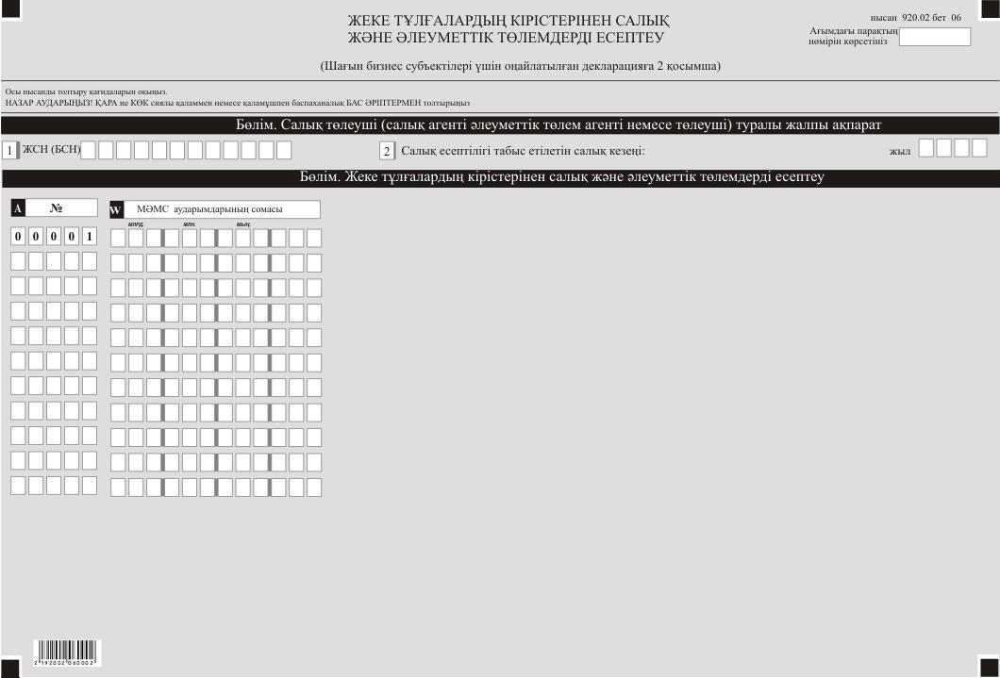 ЖЕКЕ ТҰЛҒАЛАРДЫҢ КІРІСТЕРІНЕН САЛЫҚ
ЖӘНЕ ӘЛЕУМЕТТІК ТӨЛЕМДЕРДІ ЕСЕПТЕУ
нысан 920.02 бет 06
Ағымдағы парақтың
нөмірін көрсетіңіз
(Шағын бизнес субъектілері үшін оңайлатылған декларацияға 2 қосымша)
Осы нысанды толтыру қағидаларын оқыңыз.
НАЗАР АУДАРЫҢЫЗ! ҚАРА не КӨК сиялы қаламмен немесе қаламұшпен баспаханалық БАС ӘРІПТЕРМЕН толтырыңыз
Бөлім. Салық төлеуші (салық агенті әлеуметтік төлем агенті немесе төлеуші) туралы жалпы ақпарат
1 ЖСН (БСН)
2 Салық есептілігі табыс етілетін салық кезеңі:
жыл
Бөлім. Жеке тұлғалардың кірістерінен салық және әлеуметтік төлемдерді есептеу
A №
W МӘМС аударымдарының сомасы
млрд. млн. мың.
0 0 0 0 1
2192002060002